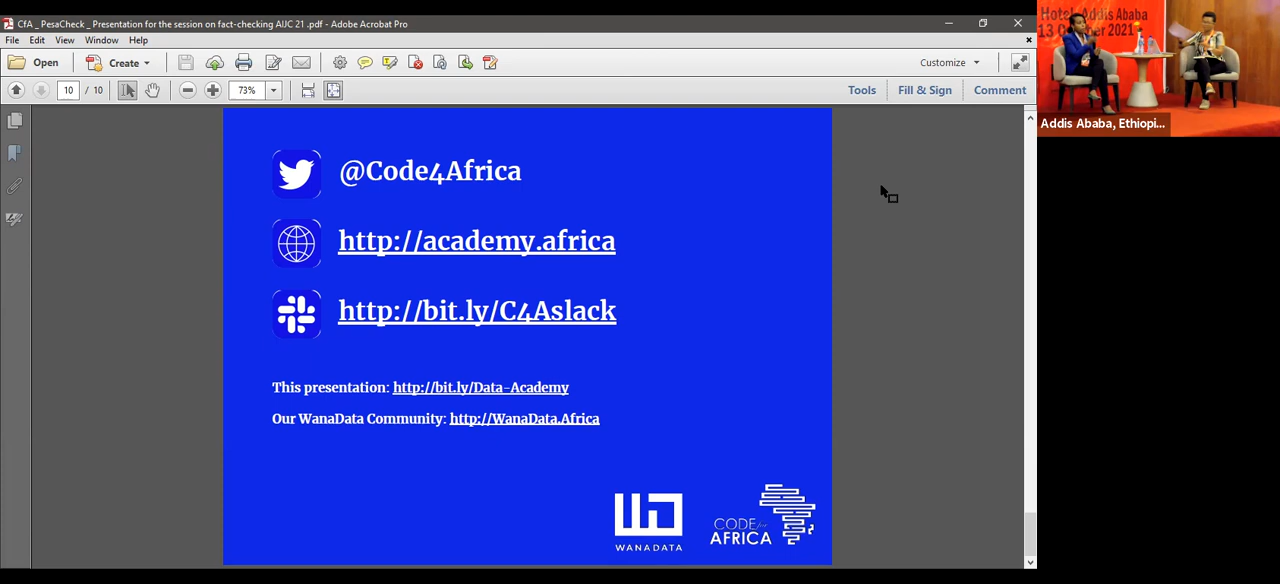 CfA _ PesaCheck _ Presentation for the session on fact-checking AIJC 21 .pdf - Adobe Acrobat Pro
File Edit View Window Help
Open Create Customize
10 / 10 73% Tools Fill & Sign Comment
@Code4Africa
http://academy.africa
http://bit.ly/C4Aslack
This presentation: http://bit.ly/Data-Academy
Our WanaData Community: http://WanaData.Africa
WANADATA
CODE for
AFRICA
Hotel Addis Ababa
13 October 2021
Addis Ababa, Ethiopi...